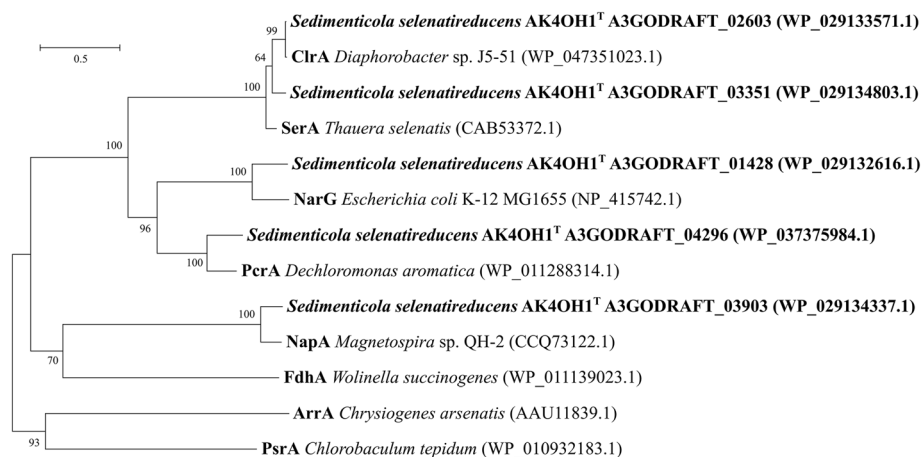 Sedimenticola selenatireducens AK4OH1T A3GODRAFT_02603 (WP_029133571.1)
99
0.5
ClrA Diaphorobacter sp. J5-51 (WP_047351023.1)
64
100
Sedimenticola selenatireducens AK4OH1T A3GODRAFT_03351 (WP_029134803.1)
SerA Thauera selenatis (CAB53372.1)
100
Sedimenticola selenatireducens AK4OH1T A3GODRAFT_01428 (WP_029132616.1)
100
NarG Escherichia coli K-12 MG1655 (NP_415742.1)
96
Sedimenticola selenatireducens AK4OH1T A3GODRAFT_04296 (WP_037375984.1)
100
PcrA Dechloromonas aromatica (WP_011288314.1)
Sedimenticola selenatireducens AK4OH1T A3GODRAFT_03903 (WP_029134337.1)
100
NapA Magnetospira sp. QH-2 (CCQ73122.1)
70
FdhA Wolinella succinogenes (WP_011139023.1)
ArrA Chrysiogenes arsenatis (AAU11839.1)
93
PsrA Chlorobaculum tepidum (WP_010932183.1)